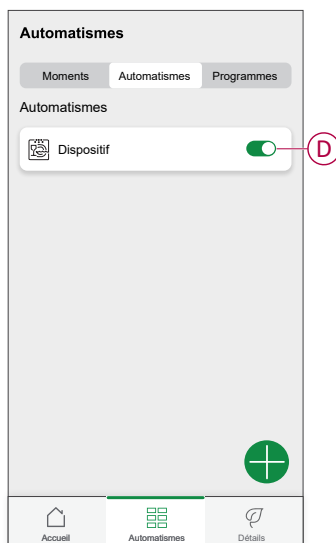 Automatismes
Moments Automatismes Programmes
Automatismes
Dispositif
D
Accueil Automatismes Détails